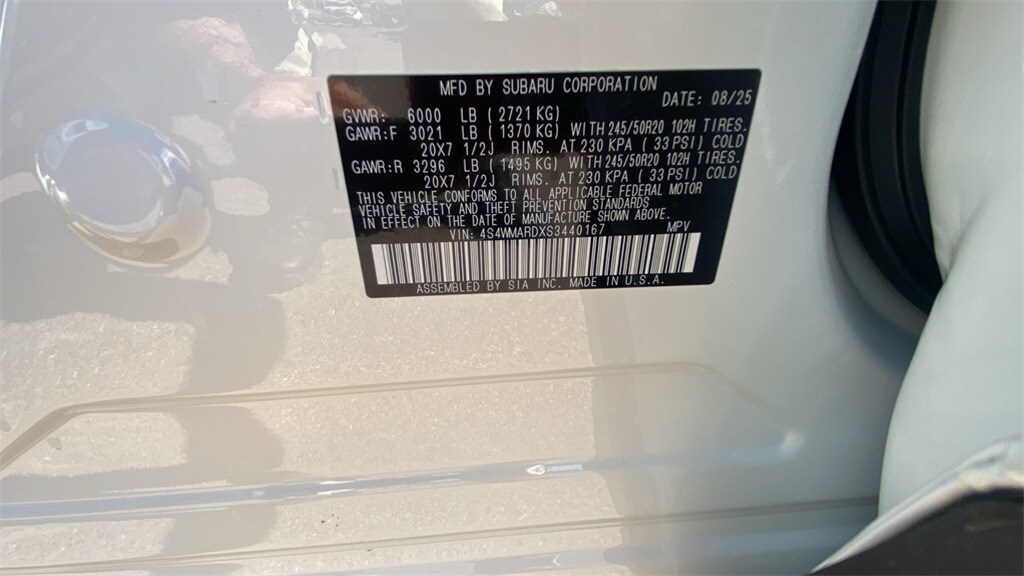 MFD BY SUBARU CORPORATION
DATE: 08/25
GVWR: 6000 LB ( 2721 KG)
GAWR:F 3021 LB ( 1370 KG) WITH 245/50R20 102H TIRES.
20X7 1/2J RIMS. AT 230 KPA ( 33 PSI) COLD
GAWR:R 3296 LB ( 1495 KG) WITH 245/50R20 102H TIRES.
20X7 1/2J RIMS. AT 230 KPA ( 33 PSI) COLD
THIS VEHICLE CONFORMS TO ALL APPLICABLE FEDERAL MOTOR
VEHICLE SAFETY AND THEFT PREVENTION STANDARDS
IN EFFECT ON THE DATE OF MANUFACTURE SHOWN ABOVE.
VIN: 4S4WMARDXS3440167 MPV
ASSEMBLED BY SIA INC. MADE IN U.S.A.